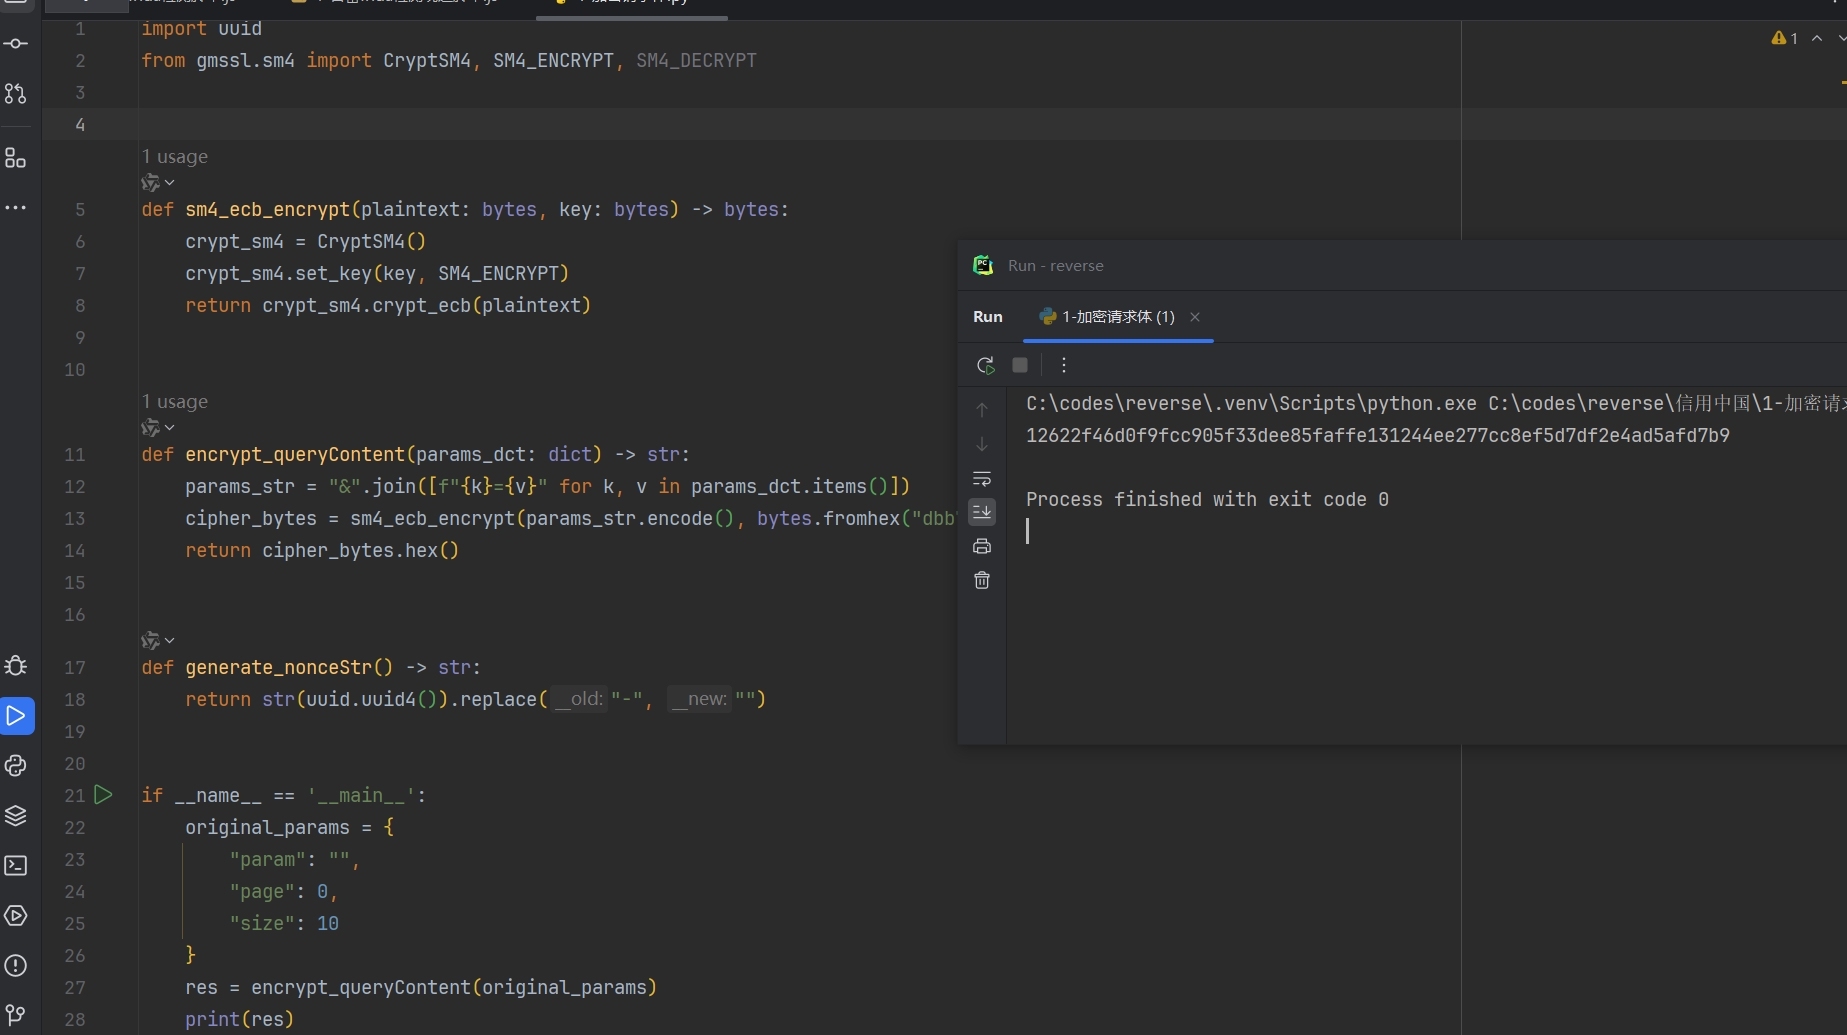 1 import uuid
2 from gmssl.sm4 import CryptSM4, SM4_ENCRYPT, SM4_DECRYPT
3
4
1 usage
5 def sm4_ecb_encrypt(plaintext: bytes, key: bytes) -> bytes:
6 crypt_sm4 = CryptSM4()
7 crypt_sm4.set_key(key, SM4_ENCRYPT)
8 return crypt_sm4.crypt_ecb(plaintext)
9
10
1 usage
11 def encrypt_queryContent(params_dct: dict) -> str:
12 params_str = "&".join([f"{k}={v}" for k, v in params_dct.items()])
13 cipher_bytes = sm4_ecb_encrypt(params_str.encode(), bytes.fromhex("dbb
14 return cipher_bytes.hex()
15
16
17 def generate_nonceStr() -> str:
18 return str(uuid.uuid4()).replace( __old: "-", __new: "")
19
20
21 if __name__ == '__main__':
22 original_params = {
23 "param": "",
24 "page": 0,
25 "size": 10
26 }
27 res = encrypt_queryContent(original_params)
28 print(res)
1
Run - reverse
Run 1-加密请求体 (1)
C:\codes\reverse\.venv\Scripts\python.exe C:\codes\reverse\信用中国\1-加密请
12622f46d0f9fcc905f33dee85faffe131244ee277cc8ef5d7df2e4ad5afd7b9
Process finished with exit code 0